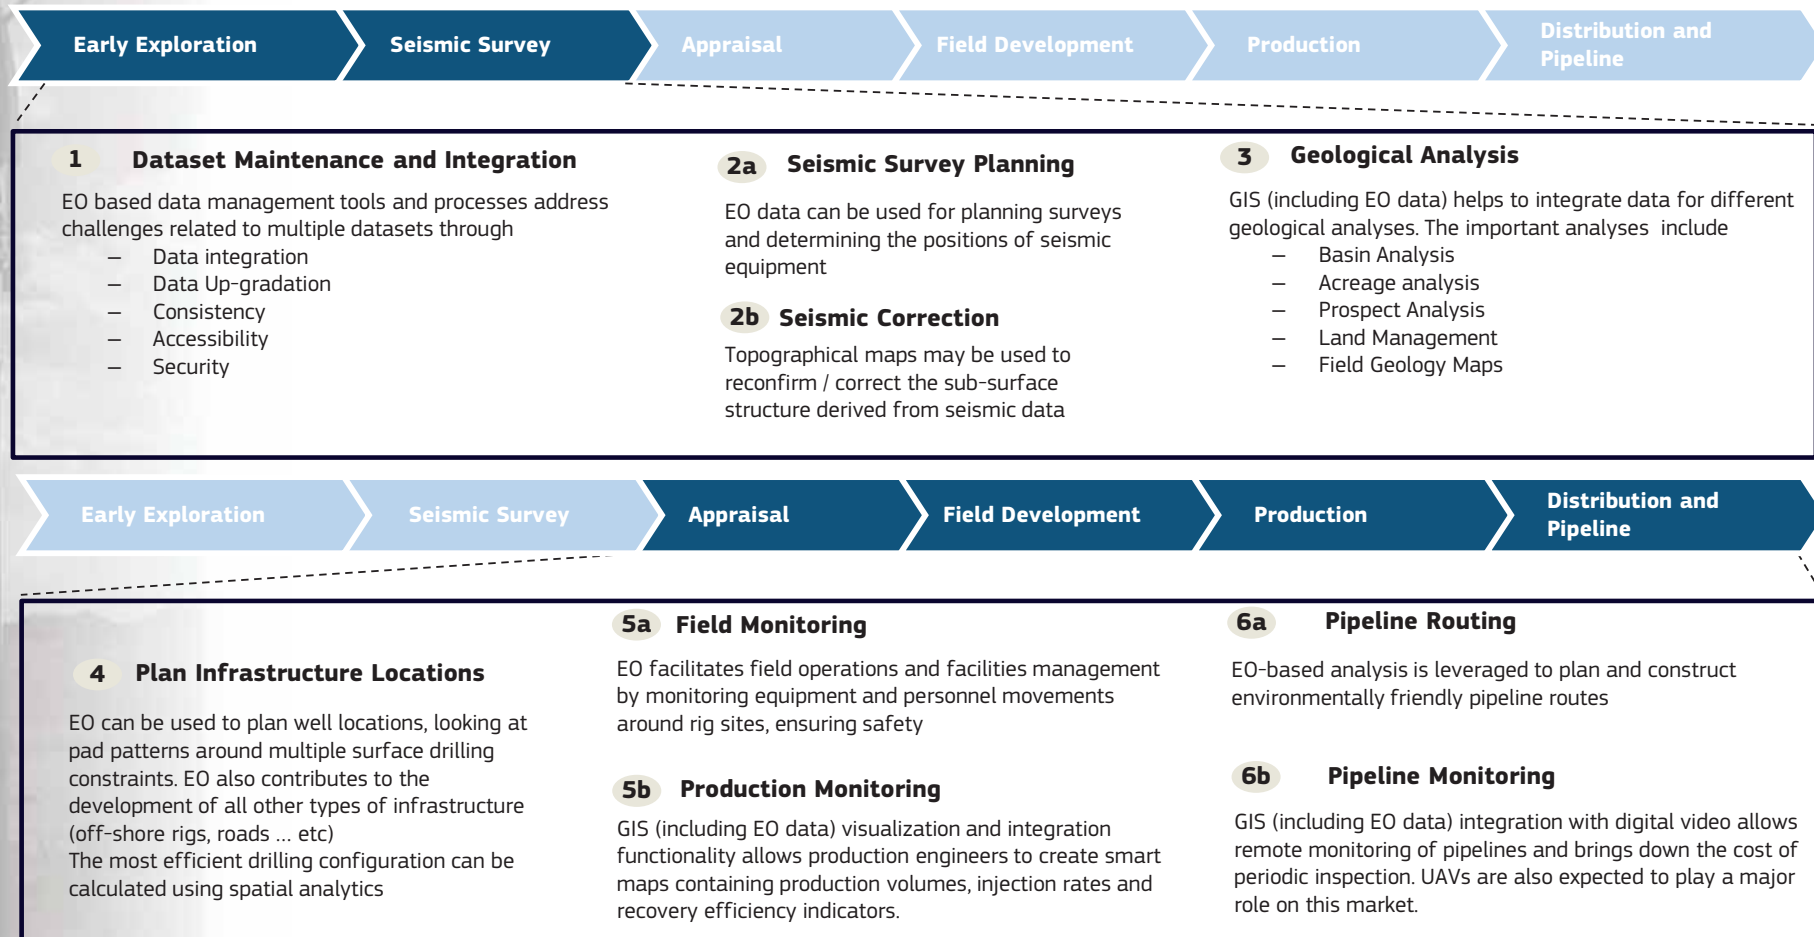 Early Exploration
Seismic Survey
Appraisal
Field Development
Production
Distribution and
Pipeline
1 Dataset Maintenance and Integration
EO based data management tools and processes address
challenges related to multiple datasets through
– Data integration
– Data Up-gradation
– Consistency
– Accessibility
– Security
2a Seismic Survey Planning
EO data can be used for planning surveys
and determining the positions of seismic
equipment
2b Seismic Correction
Topographical maps may be used to
reconfirm / correct the sub-surface
structure derived from seismic data
3 Geological Analysis
GIS (including EO data) helps to integrate data for different
geological analyses. The important analyses include
– Basin Analysis
– Acreage analysis
– Prospect Analysis
– Land Management
– Field Geology Maps
Early Exploration
Seismic Survey
Appraisal
Field Development
Production
Distribution and
Pipeline
4 Plan Infrastructure Locations
EO can be used to plan well locations, looking at
pad patterns around multiple surface drilling
constraints. EO also contributes to the
development of all other types of infrastructure
(off-shore rigs, roads ... etc)
The most efficient drilling configuration can be
calculated using spatial analytics
5a Field Monitoring
EO facilitates field operations and facilities management
by monitoring equipment and personnel movements
around rig sites, ensuring safety
5b Production Monitoring
GIS (including EO data) visualization and integration
functionality allows production engineers to create smart
maps containing production volumes, injection rates and
recovery efficiency indicators.
6a Pipeline Routing
EO-based analysis is leveraged to plan and construct
environmentally friendly pipeline routes
6b Pipeline Monitoring
GIS (including EO data) integration with digital video allows
remote monitoring of pipelines and brings down the cost of
periodic inspection. UAVs are also expected to play a major
role on this market.